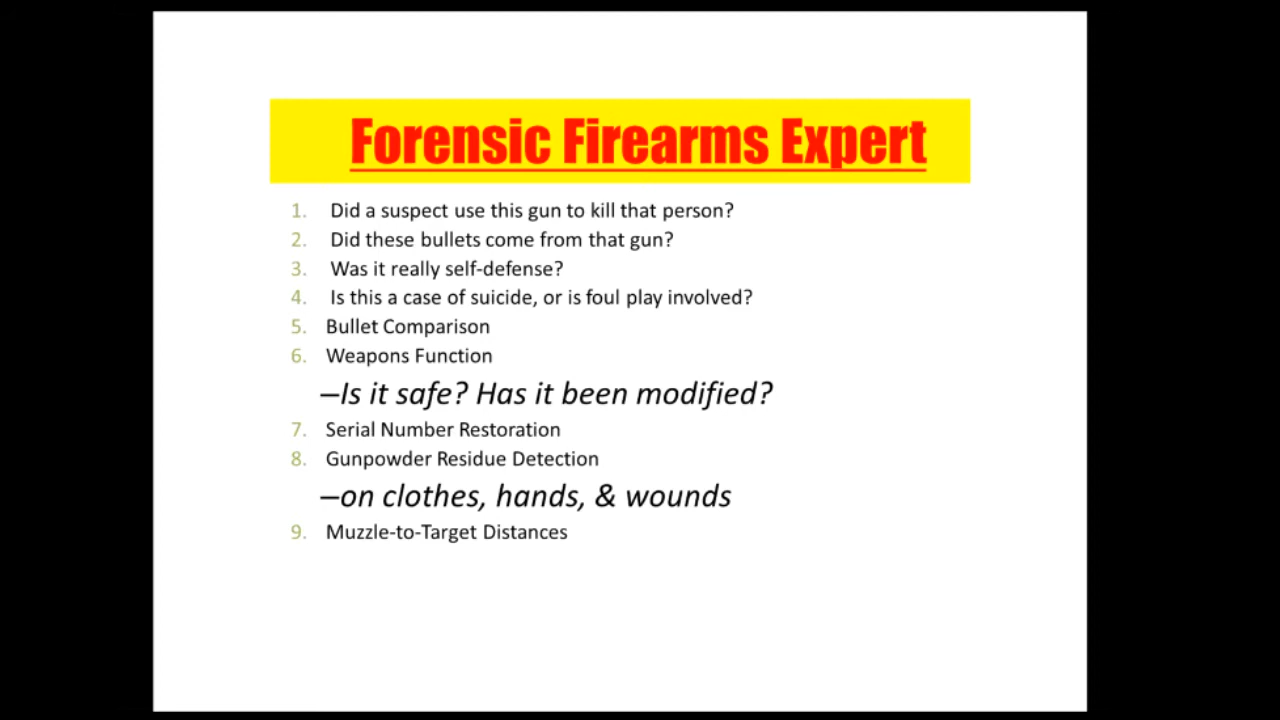 Forensic Firearms Expert
1. Did a suspect use this gun to kill that person?
2. Did these bullets come from that gun?
3. Was it really self-defense?
4. Is this a case of suicide, or is foul play involved?
5. Bullet Comparison
6. Weapons Function
–Is it safe? Has it been modified?
7. Serial Number Restoration
8. Gunpowder Residue Detection
–on clothes, hands, & wounds
9. Muzzle-to-Target Distances